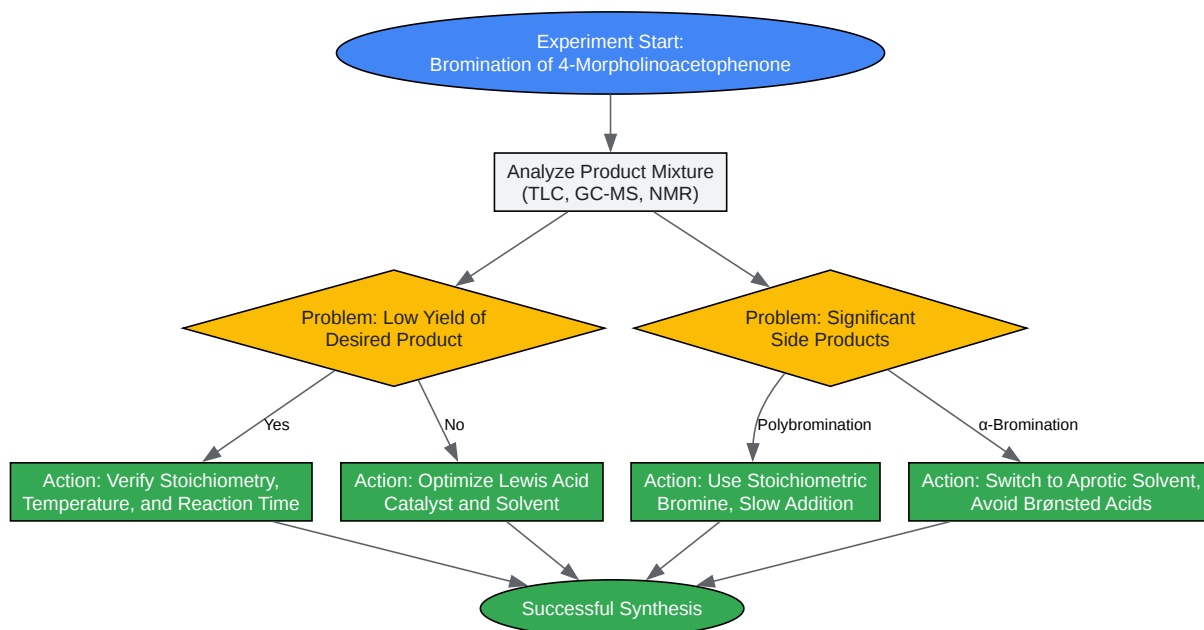 Experiment Start:
Bromination of 4-Morpholinoacetophenone
Analyze Product Mixture
(TLC, GC-MS, NMR)
Problem: Low Yield of
Desired Product
Problem: Significant
Side Products
Yes
No
Polybromination
α-Bromination
Action: Verify Stoichiometry,
Temperature, and Reaction Time
Action: Optimize Lewis Acid
Catalyst and Solvent
Action: Use Stoichiometric
Bromine, Slow Addition
Action: Switch to Aprotic Solvent,
Avoid Brønsted Acids
Successful Synthesis